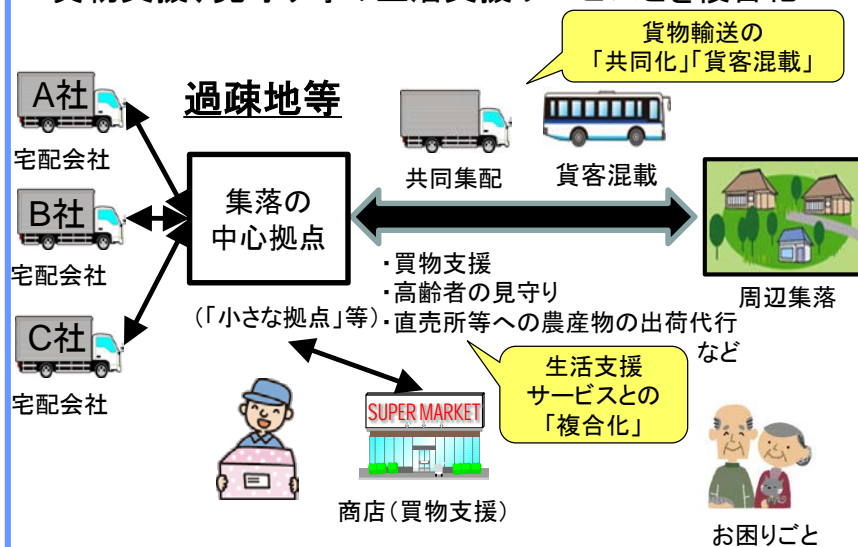 貨物輸送の
「共同化」「貨客混載」
過疎地等
A社
宅配会社
B社
宅配会社
C社
宅配会社
集落の
中心拠点
(「小さな拠点」等)
共同集配
貨客混載
・買物支援
・高齢者の見守り
・直売所等への農産物の出荷代行
など
周辺集落
生活支援
サービスとの
「複合化」
SUPER MARKET
商店(買物支援)
お困りごと